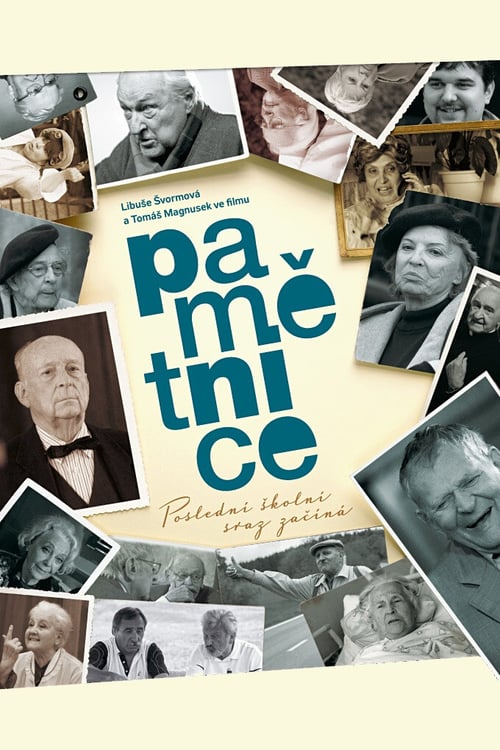 Libuše Švormová
a Tomáš Magnusek ve filmu
pa
mě
tni
ce
Poslední školní
sraz začíná